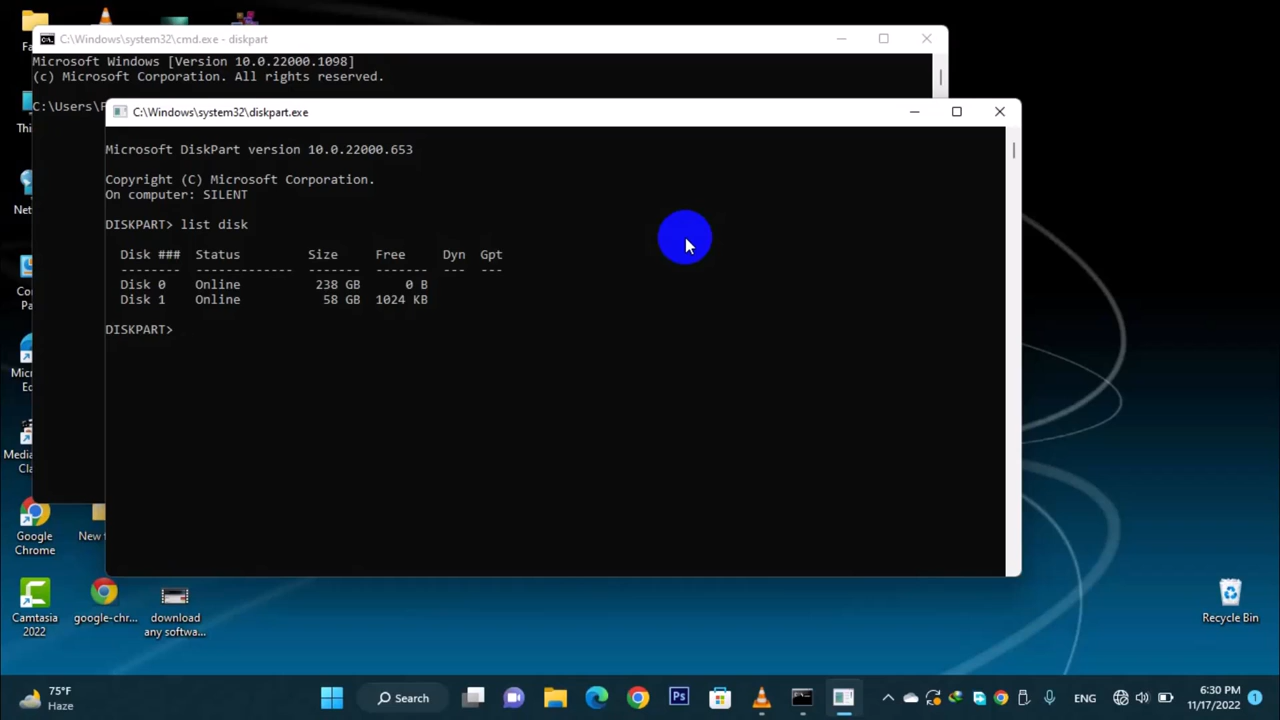 C:\Windows\system32\cmd.exe - diskpart
Microsoft Windows [Version 10.0.22000.1098]
(c) Microsoft Corporation. All rights reserved.
C:\Users\
C:\Windows\system32\diskpart.exe
Microsoft DiskPart version 10.0.22000.653
Copyright (C) Microsoft Corporation.
On computer: SILENT
DISKPART> list disk
Disk ### Status Size Free Dyn Gpt
-------- ------------- ------- ------- --- ---
Disk 0 Online 238 GB 0 B
Disk 1 Online 58 GB 1024 KB
DISKPART>
Google
Chrome
New
Camtasia
2022
google-chr...
download
any softwa...
Recycle Bin
75°F
Haze
Search
Ps
ENG
6:30 PM
11/17/2022
1